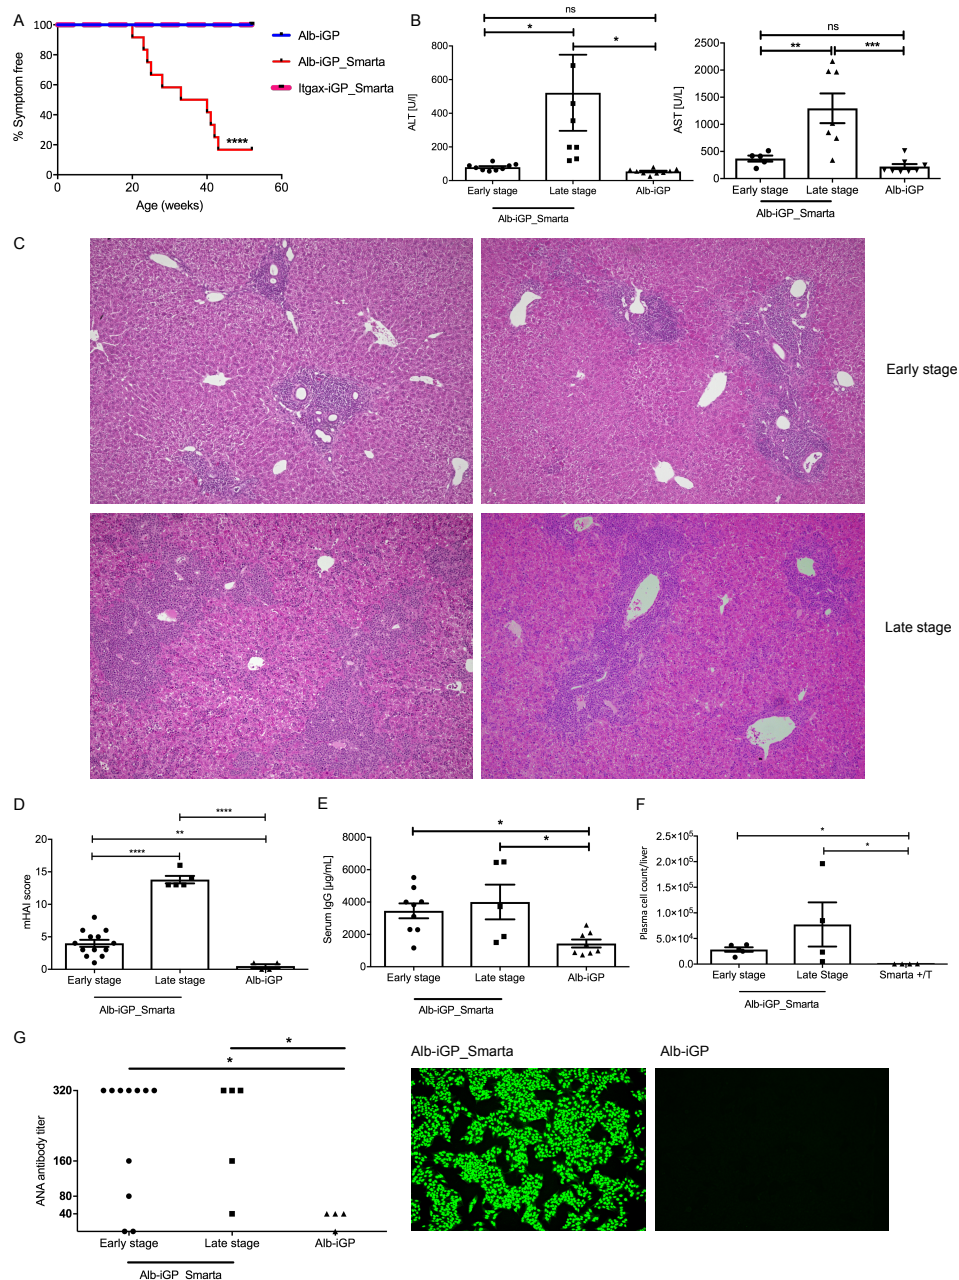 A
% Symptom free
100
80
60
40
20
0
0 20 40 60
Age (weeks)
****
Alb-iGP
Alb-iGP_Smarta
Itgax-iGP_Smarta
B
ns
*
*
ALT [U/l]
800
600
400
200
0
Early stage Late stage Alb-iGP
Alb-iGP_Smarta
ns
** ***
AST [U/L]
2500
2000
1500
1000
500
0
Early stage Late stage Alb-iGP
Alb-iGP_Smarta
C
Early stage
Late stage
D
****
**
****
mHAI score
20
15
10
5
0
Early stage Late stage Alb-iGP
Alb-iGP_Smarta
E
*
*
Serum IgG [µg/mL]
8000
6000
4000
2000
0
Early stage Late stage Alb-iGP
Alb-iGP_Smarta
F
*
*
Plasma cell count/liver
2.5×10⁵
2.0×10⁵
1.5×10⁵
1.0×10⁵
5.0×10⁴
0.0
Early stage Late Stage Smarta +/T
Alb-iGP_Smarta
G
*
*
ANA antibody titer
320
160
80
40
Early stage Late stage Alb-iGP
Alb-iGP_Smarta
Alb-iGP_Smarta
Alb-iGP